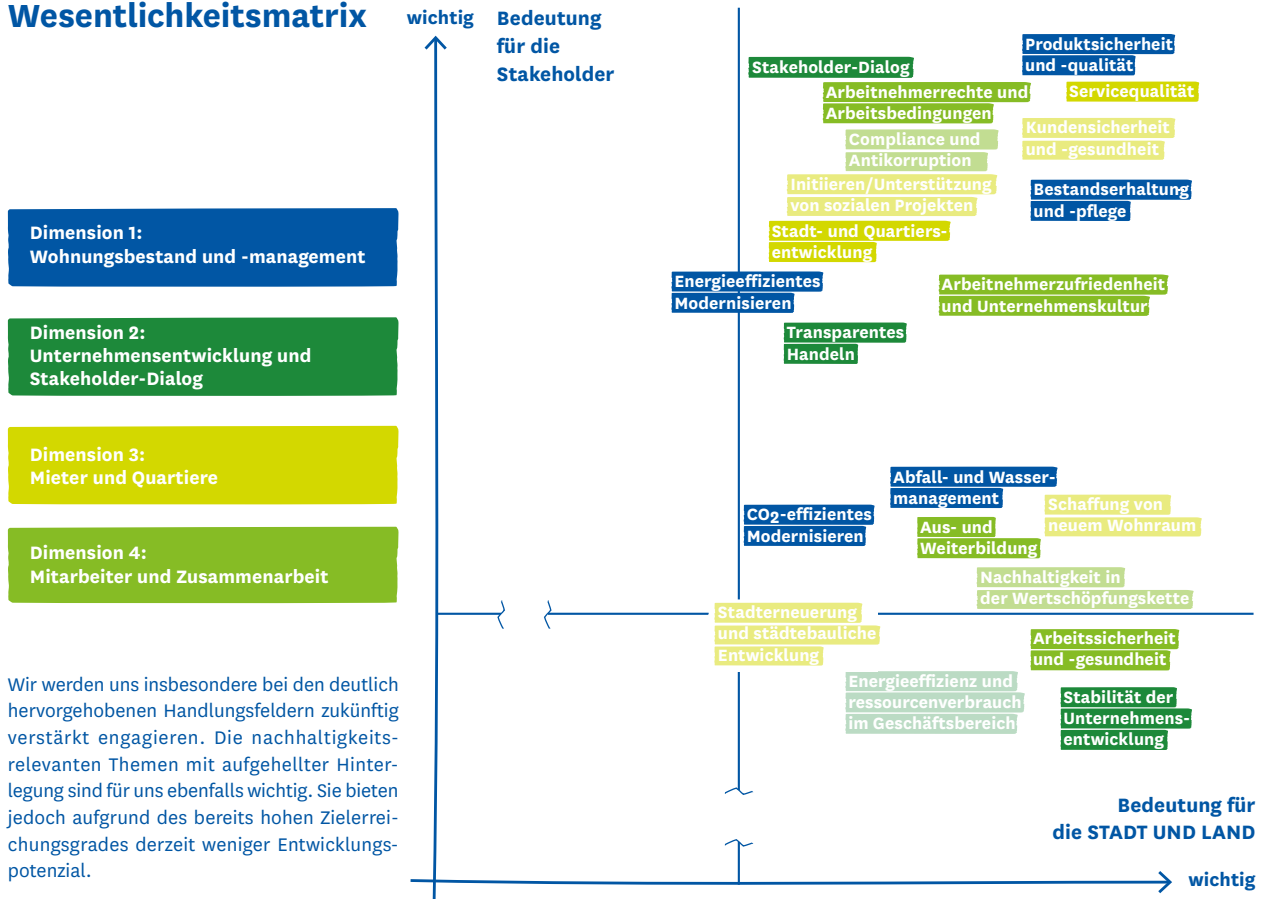 Wesentlichkeitsmatrix
wichtig
Bedeutung
für die
Stakeholder
Dimension 1:
Wohnungsbestand und -management
Dimension 2:
Unternehmensentwicklung und
Stakeholder-Dialog
Dimension 3:
Mieter und Quartiere
Dimension 4:
Mitarbeiter und Zusammenarbeit
Wir werden uns insbesondere bei den deutlich
hervorgehobenen Handlungsfeldern zukünftig
verstärkt engagieren. Die nachhaltigkeits-
relevanten Themen mit aufgehellter Hinter-
legung sind für uns ebenfalls wichtig. Sie bieten
jedoch aufgrund des bereits hohen Zielerrei-
chungsgrades derzeit weniger Entwicklungs-
potenzial.
Produktsicherheit
und -qualität
Stakeholder-Dialog
Arbeitnehmerrechte und
Arbeitsbedingungen
Servicequalität
Compliance und
Antikorruption
Kundensicherheit
und -gesundheit
Initiieren/Unterstützung
von sozialen Projekten
Bestandserhaltung
und -pflege
Stadt- und Quartiers-
entwicklung
Energieeffizientes
Modernisieren
Arbeitnehmerzufriedenheit
und Unternehmenskultur
Transparentes
Handeln
Abfall- und Wasser-
management
CO2-effizientes
Modernisieren
Schaffung von
neuem Wohnraum
Aus- und
Weiterbildung
Nachhaltigkeit in
der Wertschöpfungskette
Stadterneuerung
und städtebauliche
Entwicklung
Arbeitssicherheit
und -gesundheit
Energieeffizienz und
ressourcenverbrauch
im Geschäftsbereich
Stabilität der
Unternehmens-
entwicklung
Bedeutung für
die STADT UND LAND
wichtig